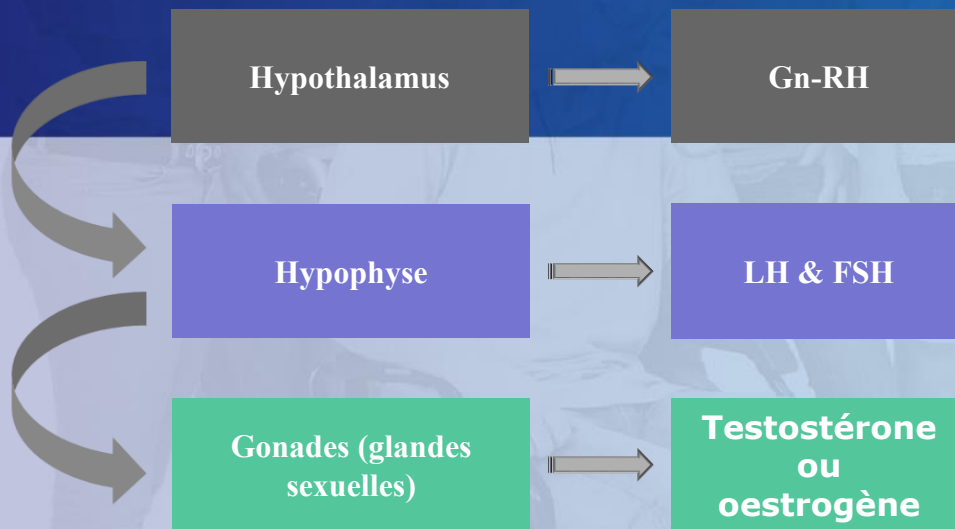 Hypothalamus
Gn-RH
Hypophyse
LH & FSH
Gonades (glandes
sexuelles)
Testostérone
ou
oestrogène